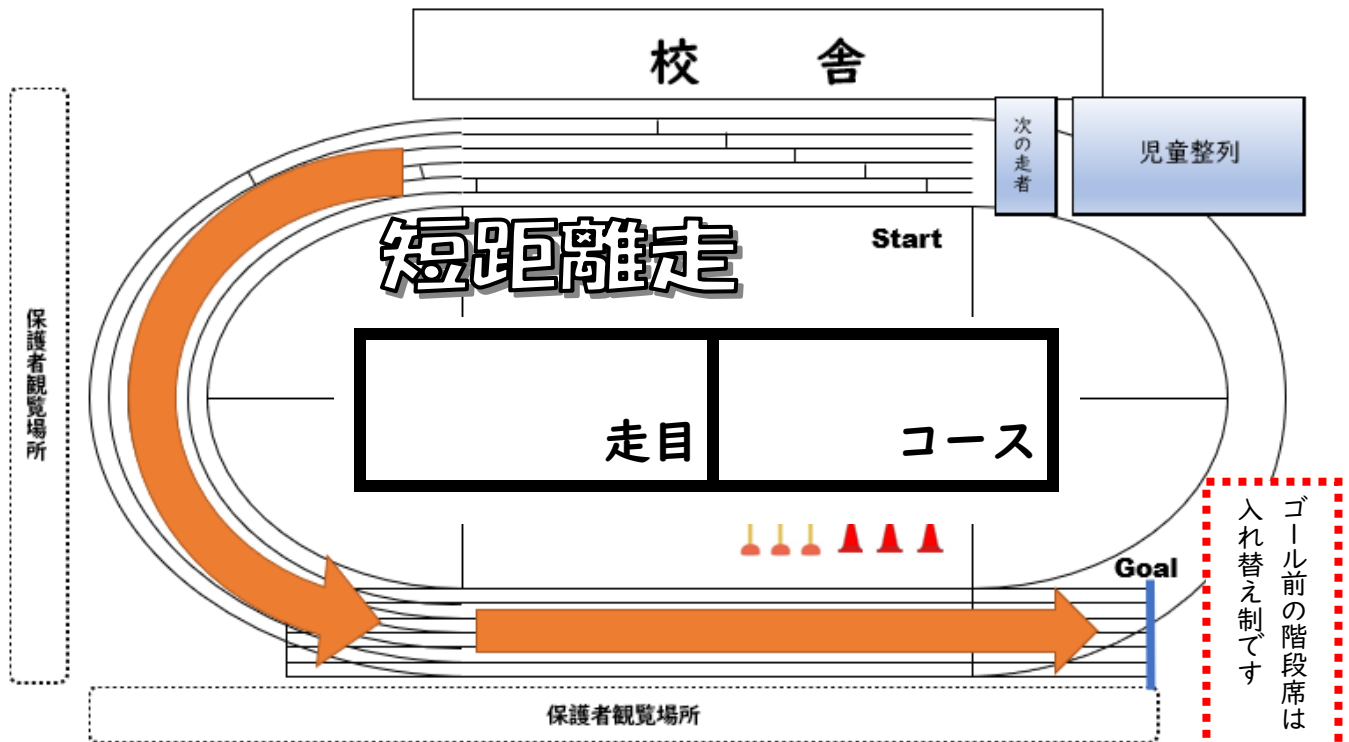 校　舎
次の走者
児童整列
短距離走
Start
保護者観覧場所
走目
コース
Goal
ゴール前の階段席は
入れ替え制です
保護者観覧場所